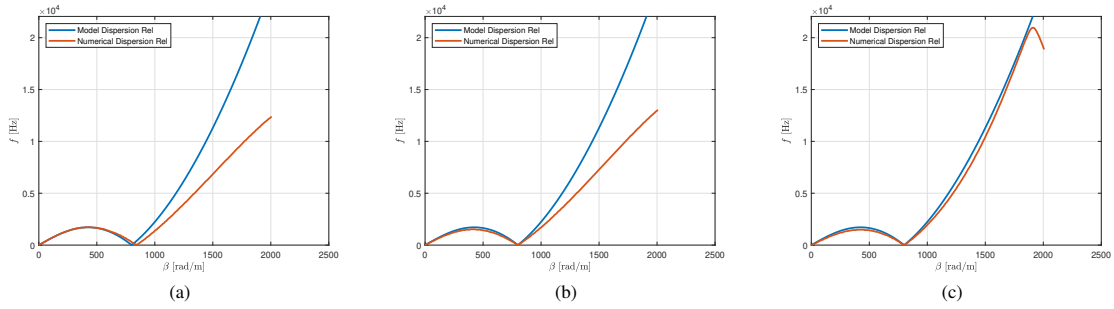 ×10⁴
2
1.5
1
0.5
0
f [Hz]
Model Dispersion Rel
Numerical Dispersion Rel
0 500 1000 1500 2000 2500
β [rad/m]
(a)
×10⁴
2
1.5
1
0.5
0
f [Hz]
Model Dispersion Rel
Numerical Dispersion Rel
0 500 1000 1500 2000 2500
β [rad/m]
(b)
×10⁴
2
1.5
1
0.5
0
f [Hz]
Model Dispersion Rel
Numerical Dispersion Rel
0 500 1000 1500 2000 2500
β [rad/m]
(c)